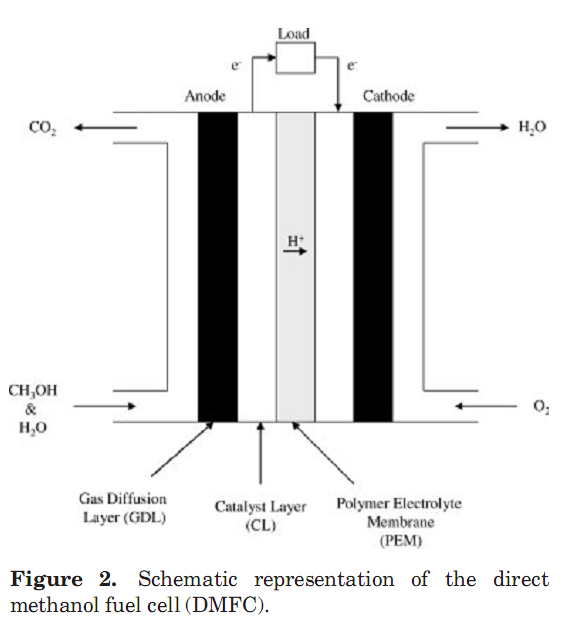 Load
e⁻ e⁻
Anode Cathode
CO₂ H₂O
H⁺
CH₃OH
&
H₂O
O₂
Gas Diffusion
Layer (GDL)
Catalyst Layer
(CL)
Polymer Electrolyte
Membrane
(PEM)
Figure 2. Schematic representation of the direct
methanol fuel cell (DMFC).